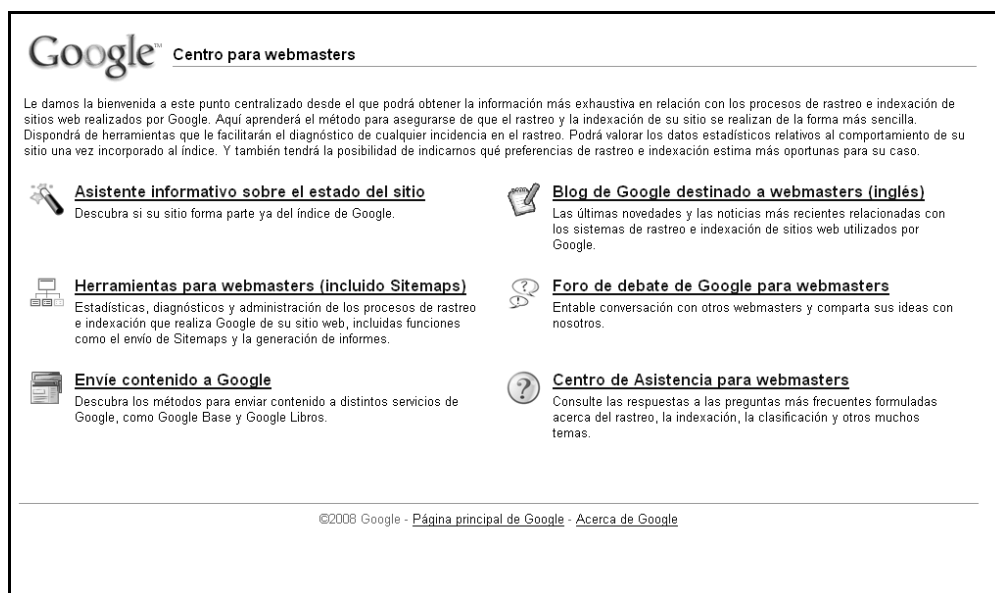 Google™ Centro para webmasters
Le damos la bienvenida a este punto centralizado desde el que podrá obtener la información más exhaustiva en relación con los procesos de rastreo e indexación de
sitios web realizados por Google. Aquí aprenderá el método para asegurarse de que el rastreo y la indexación de su sitio se realizan de la forma más sencilla.
Dispondrá de herramientas que le facilitarán el diagnóstico de cualquier incidencia en el rastreo. Podrá valorar los datos estadísticos relativos al comportamiento de su
sitio una vez incorporado al índice. Y también tendrá la posibilidad de indicarnos qué preferencias de rastreo e indexación estima más oportunas para su caso.
Asistente informativo sobre el estado del sitio
Descubra si su sitio forma parte ya del índice de Google.
Blog de Google destinado a webmasters (inglés)
Las últimas novedades y las noticias más recientes relacionadas con
los sistemas de rastreo e indexación de sitios web utilizados por
Google.
Herramientas para webmasters (incluido Sitemaps)
Estadísticas, diagnósticos y administración de los procesos de rastreo
e indexación que realiza Google de su sitio web, incluidas funciones
como el envío de Sitemaps y la generación de informes.
Foro de debate de Google para webmasters
Entable conversación con otros webmasters y comparta sus ideas con
nosotros.
Envíe contenido a Google
Descubra los métodos para enviar contenido a distintos servicios de
Google, como Google Base y Google Libros.
Centro de Asistencia para webmasters
Consulte las respuestas a las preguntas más frecuentes formuladas
acerca del rastreo, la indexación, la clasificación y otros muchos
temas.
©2008 Google - Página principal de Google - Acerca de Google